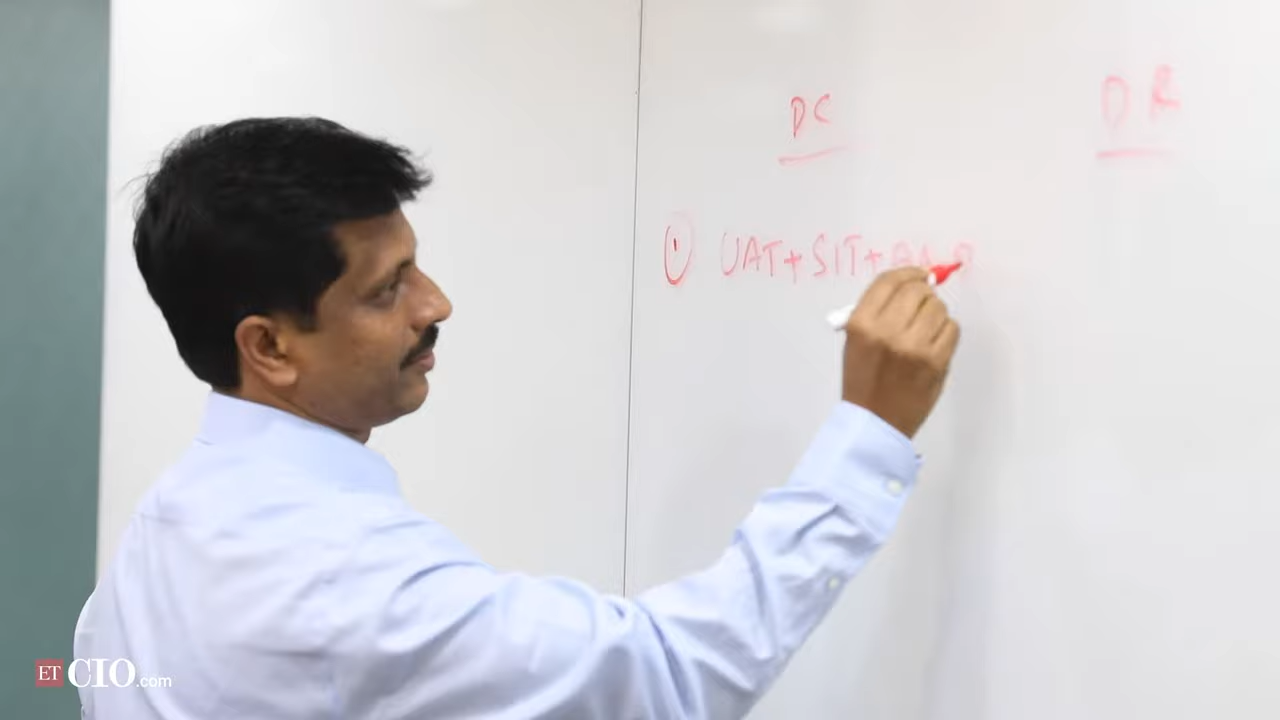 DC DR
① UAT+SIT+
ET CIO.com